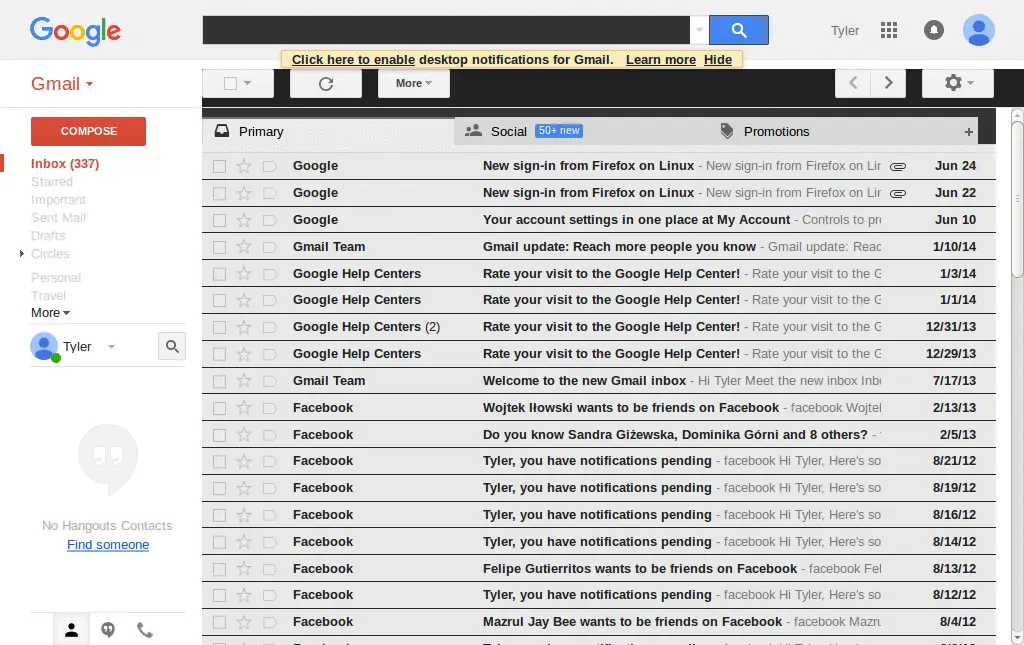 Google
Tyler
Click here to enable desktop notifications for Gmail. Learn more Hide
Gmail
More
COMPOSE
Primary
Social 50+ new
Promotions
+
Inbox (337)
Starred
Important
Sent Mail
Drafts
Circles
Personal
Travel
More
Tyler
No Hangouts Contacts
Find someone
Google New sign-in from Firefox on Linux - New sign-in from Firefox on Lin Jun 24
Google New sign-in from Firefox on Linux - New sign-in from Firefox on Lin Jun 22
Google Your account settings in one place at My Account - Controls to pro Jun 10
Gmail Team Gmail update: Reach more people you know - Gmail update: Reac 1/10/14
Google Help Centers Rate your visit to the Google Help Center! - Rate your visit to the G 1/3/14
Google Help Centers Rate your visit to the Google Help Center! - Rate your visit to the G 1/1/14
Google Help Centers (2) Rate your visit to the Google Help Center! - Rate your visit to the G 12/31/13
Google Help Centers Rate your visit to the Google Help Center! - Rate your visit to the G 12/29/13
Gmail Team Welcome to the new Gmail inbox - Hi Tyler Meet the new inbox Inb 7/17/13
Facebook Wojtek Iłowski wants to be friends on Facebook - facebook Wojtek 2/13/13
Facebook Do you know Sandra Giżewska, Dominika Górni and 8 others? - 2/5/13
Facebook Tyler, you have notifications pending - facebook Hi Tyler, Here's so 8/21/12
Facebook Tyler, you have notifications pending - facebook Hi Tyler, Here's so 8/19/12
Facebook Tyler, you have notifications pending - facebook Hi Tyler, Here's so 8/16/12
Facebook Tyler, you have notifications pending - facebook Hi Tyler, Here's so 8/14/12
Facebook Felipe Gutierritos wants to be friends on Facebook - facebook Fel 8/13/12
Facebook Tyler, you have notifications pending - facebook Hi Tyler, Here's so 8/12/12
Facebook Mazrul Jay Bee wants to be friends on Facebook - facebook Mazru 8/4/12